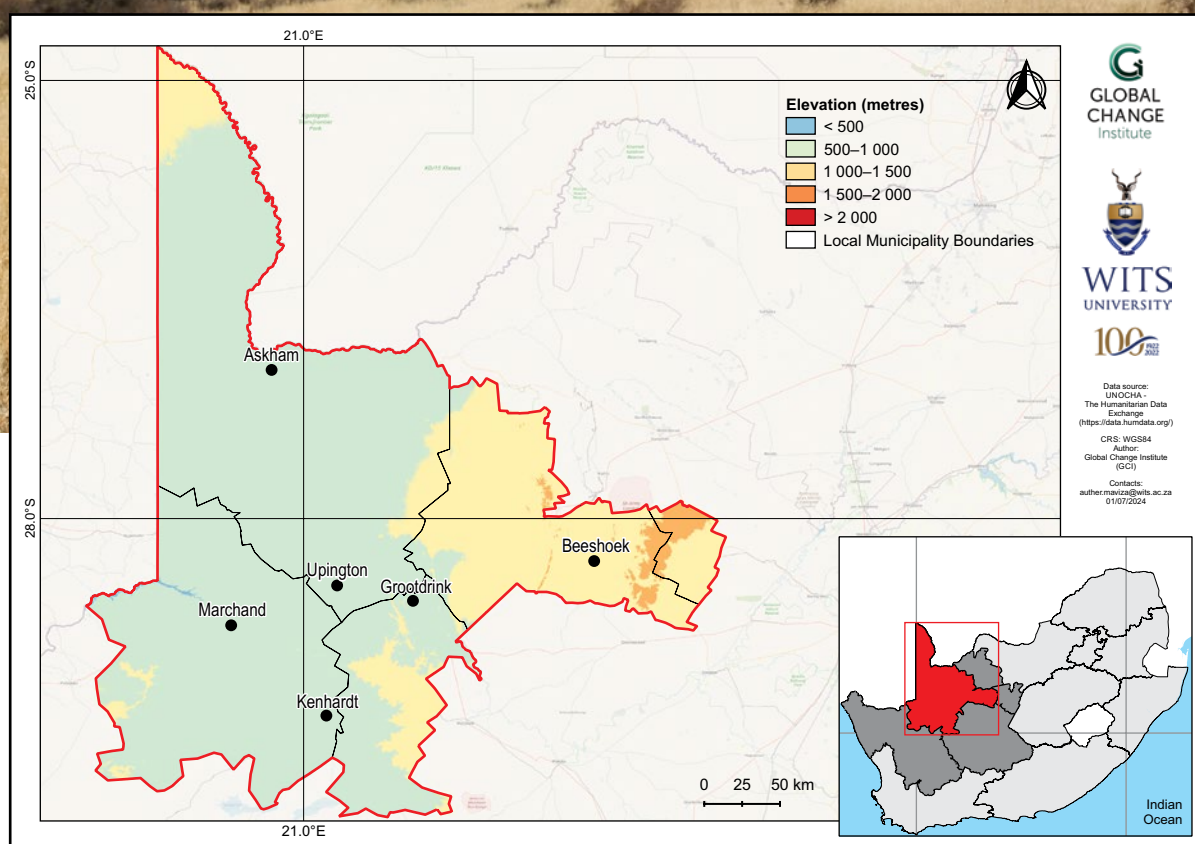 21.0°E
25.0°S
Elevation (metres)
< 500
500–1 000
1 000–1 500
1 500–2 000
> 2 000
Local Municipality Boundaries
Askham
28.0°S
Beeshoek
Upington
Grootdrink
Marchand
Kenhardt
0 25 50 km
21.0°E
GLOBAL
CHANGE
Institute
WITS
UNIVERSITY
100 1922
2022
Data source:
UNOCHA -
The Humanitarian Data
Exchange
(https://data.humdata.org/)
CRS: WGS84
Author:
Global Change Institute
(GCI)
Contacts:
auther.maviza@wits.ac.za
01/07/2024
Indian
Ocean